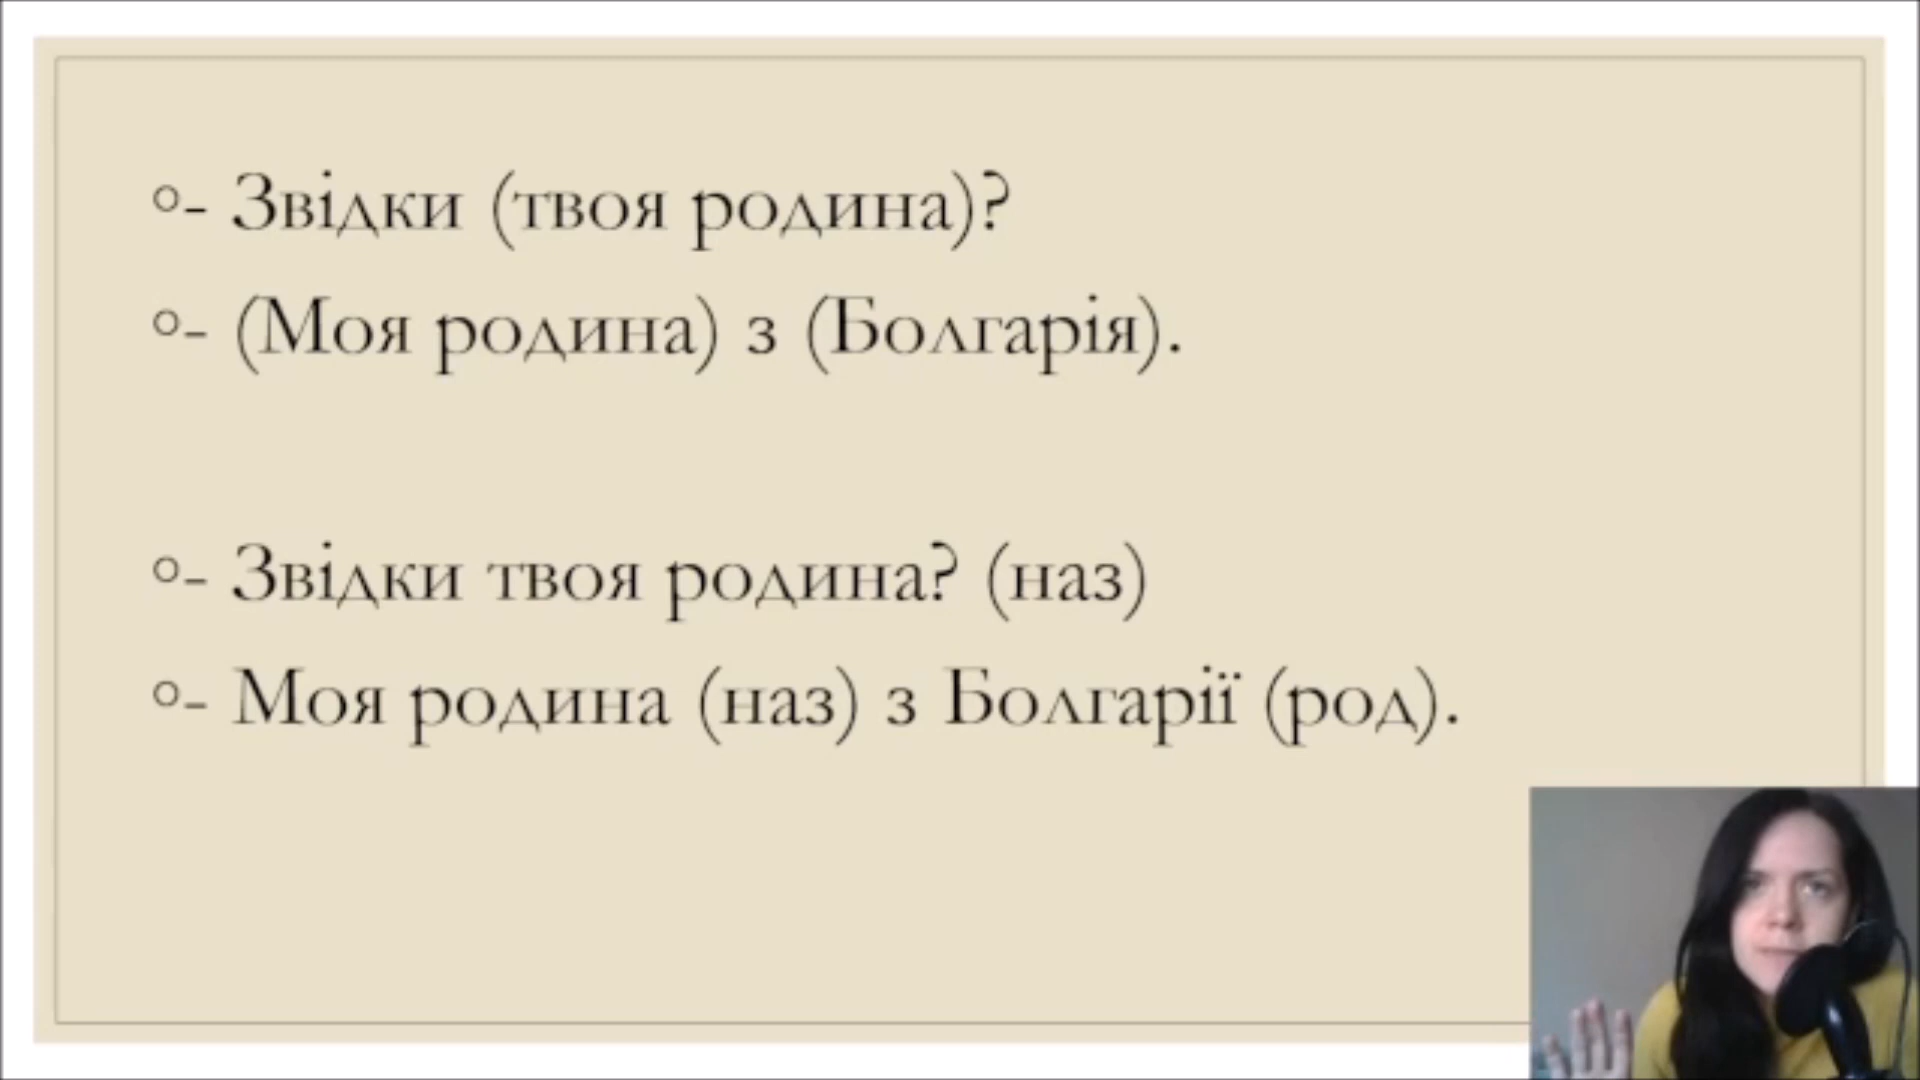 - Звідки (твоя родина)?
- (Моя родина) з (Болгарія).
- Звідки твоя родина? (наз)
- Моя родина (наз) з Болгарії (род).